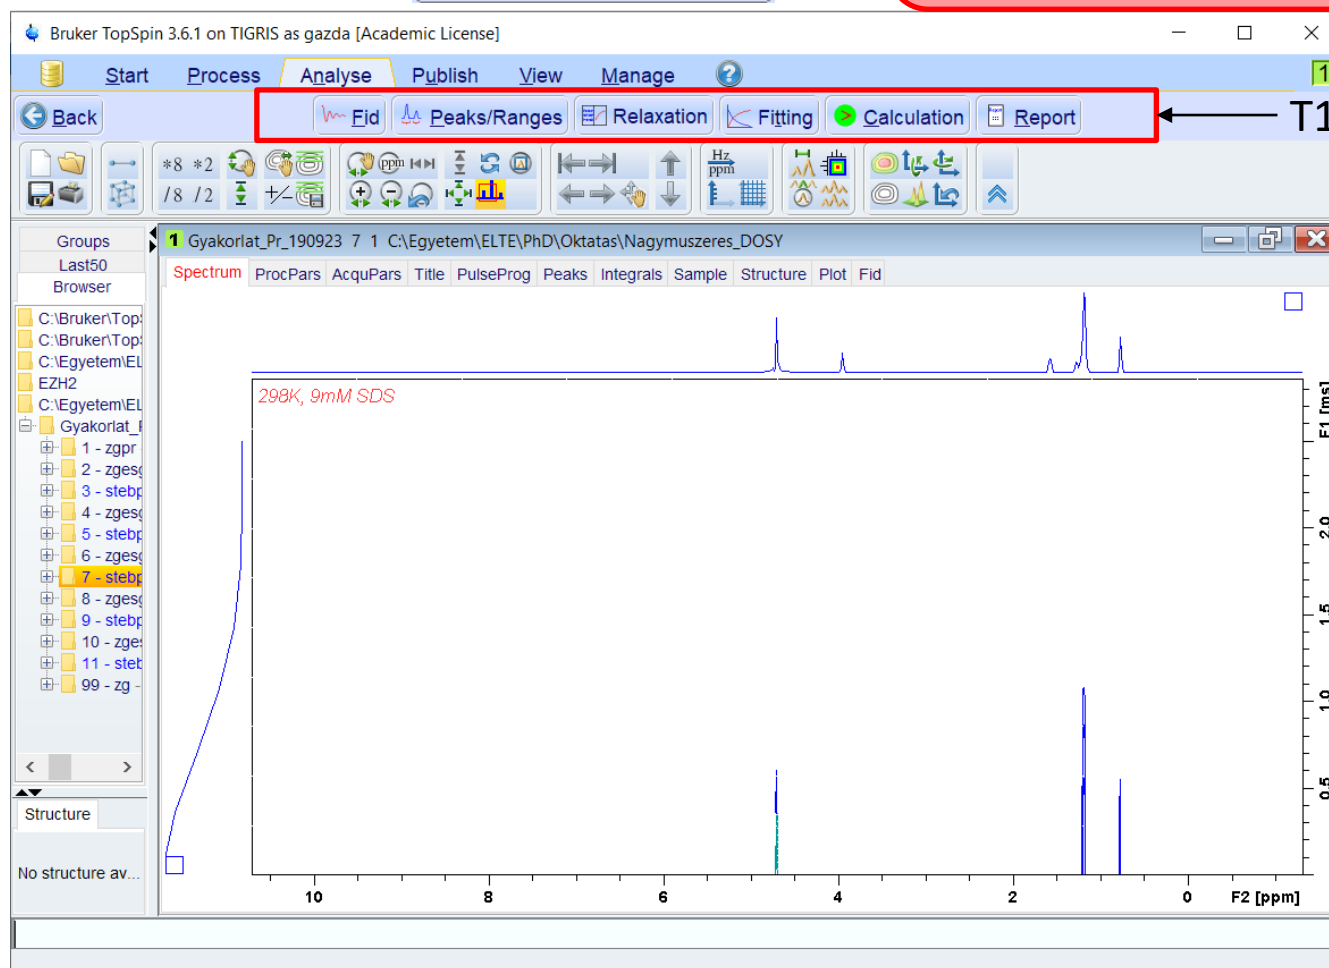 Bruker TopSpin 3.6.1 on TIGRIS as gazda [Academic License]
Start Process Analyse Publish View Manage
1
Back Fid Peaks/Ranges Relaxation Fitting Calculation Report
T1
*8 *2 ppm Hz ppm
/8 /2
Groups
Last50
Browser
1 Gyakorlat_Pr_190923 7 1 C:\Egyetem\ELTE\PhD\Oktatas\Nagymuszeres_DOSY
Spectrum ProcPars AcquPars Title PulseProg Peaks Integrals Sample Structure Plot Fid
C:\Bruker\Top
C:\Bruker\Top
C:\Egyetem\EL
EZH2
C:\Egyetem\EL
Gyakorlat_
1 - zgpr
2 - zgesg
3 - stebp
4 - zgesg
5 - stebp
6 - zgesg
7 - stebp
8 - zgesg
9 - stebp
10 - zges
11 - steb
99 - zg -
Structure
No structure av...
298K, 9mM SDS
F1 [ms]
2.0
1.5
1.0
0.5
10 8 6 4 2 0 F2 [ppm]